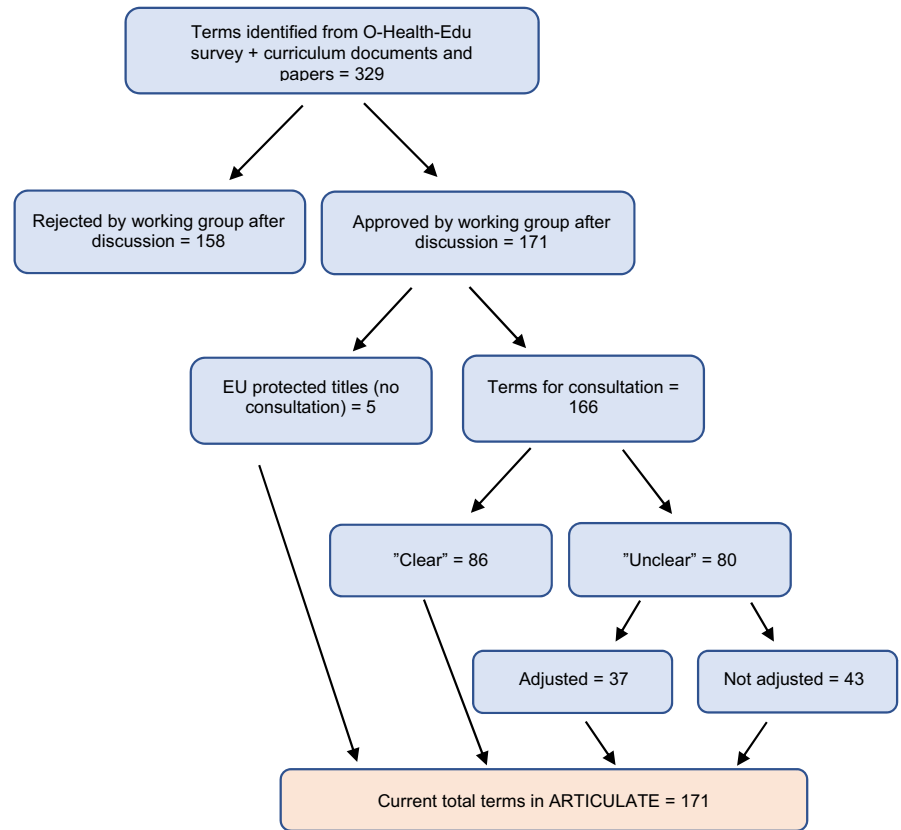 Terms identified from O-Health-Edu
survey + curriculum documents and
papers = 329
Rejected by working group after
discussion = 158
Approved by working group after
discussion = 171
EU protected titles (no
consultation) = 5
Terms for consultation =
166
”Clear” = 86
”Unclear” = 80
Adjusted = 37
Not adjusted = 43
Current total terms in ARTICULATE = 171